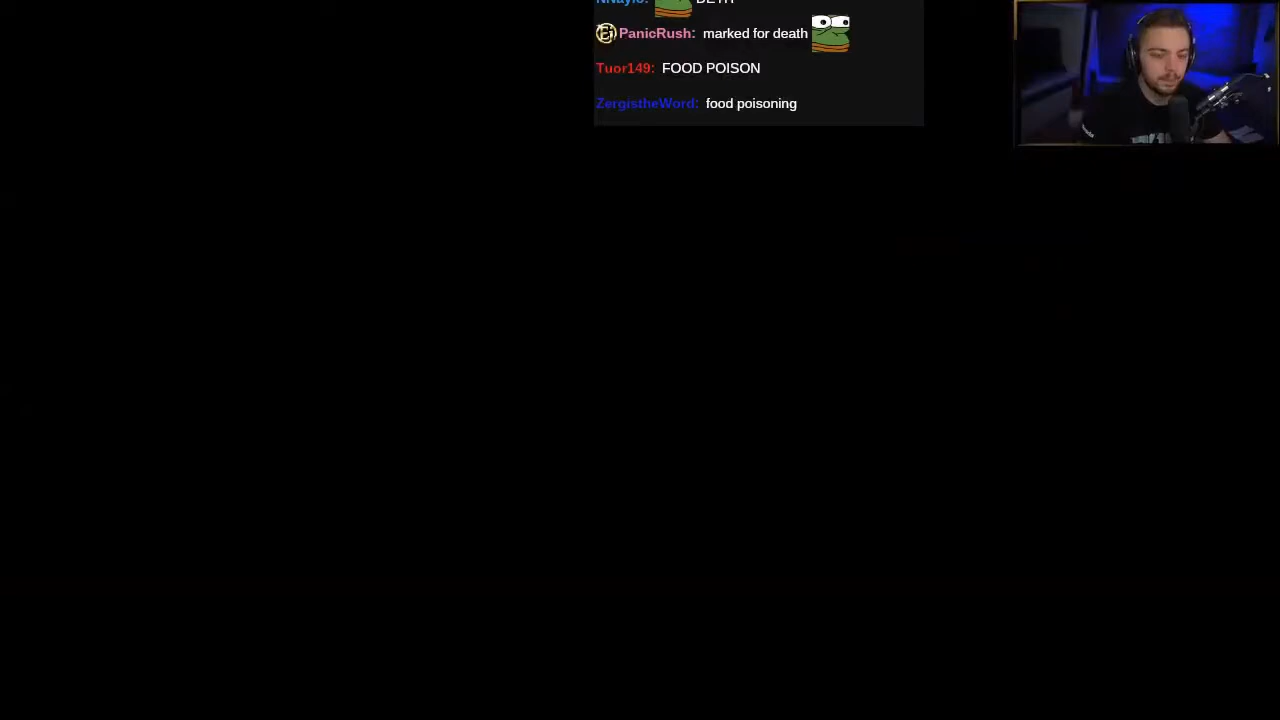 PanicRush: marked for death
Tuor149: FOOD POISON
ZergistheWord: food poisoning